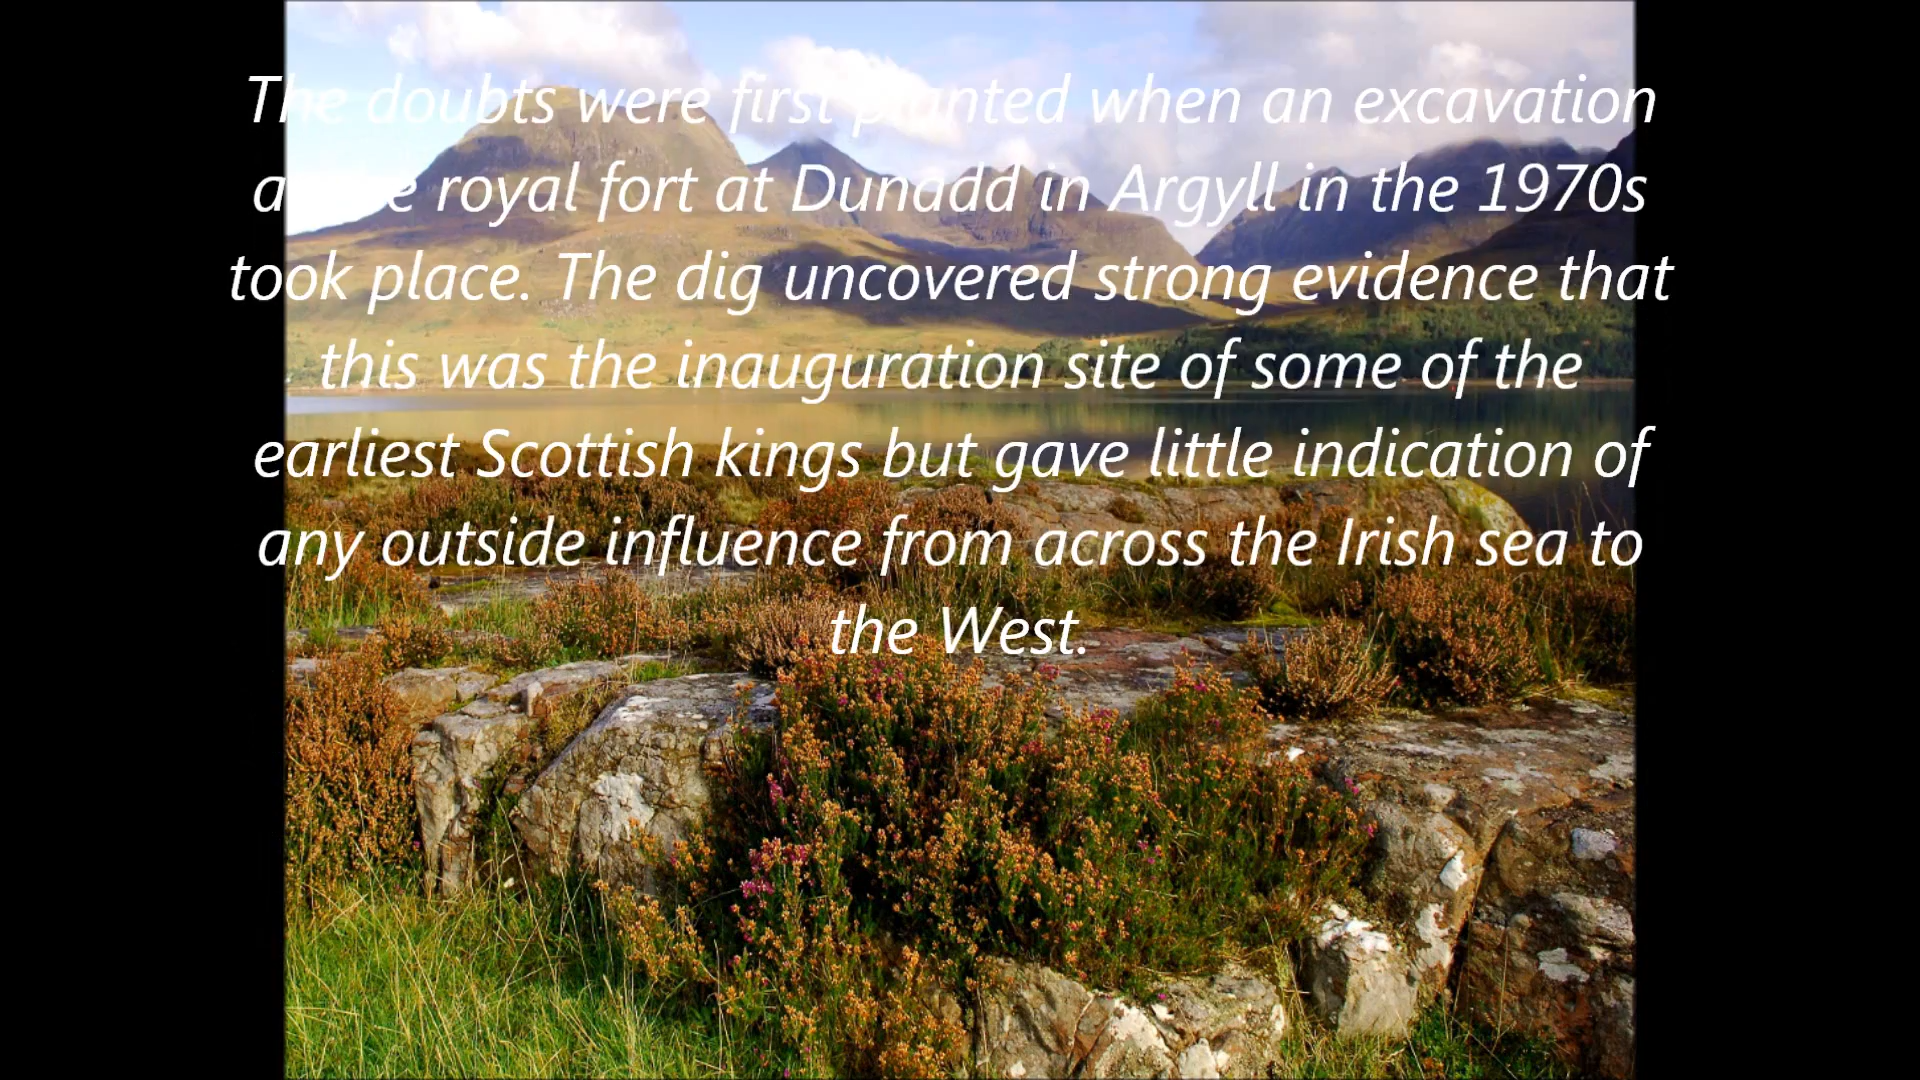 The doubts were first planted when an excavation
at the royal fort at Dunadd in Argyll in the 1970s
took place. The dig uncovered strong evidence that
this was the inauguration site of some of the
earliest Scottish kings but gave little indication of
any outside influence from across the Irish sea to
the West.